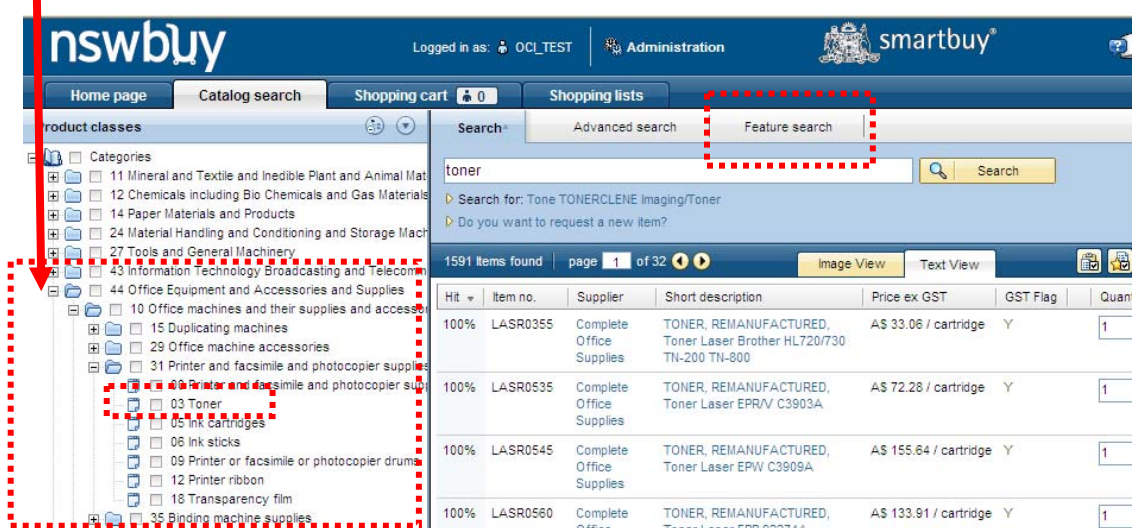 nswbuy
Logged in as: OCI_TEST
Administration
smartbuy®
Home page
Catalog search
Shopping cart 0
Shopping lists
Product classes
Categories
11 Mineral and Textile and Inedible Plant and Animal Mat
12 Chemicals including Bio Chemicals and Gas Materials
14 Paper Materials and Products
24 Material Handling and Conditioning and Storage Mach
27 Tools and General Machinery
43 Information Technology Broadcasting and Telecomm
44 Office Equipment and Accessories and Supplies
10 Office machines and their supplies and accessor
15 Duplicating machines
29 Office machine accessories
31 Printer and facsimile and photocopier supplies
Printer and facsimile and photocopier supp
03 Toner
05 Ink cartridges
06 Ink sticks
09 Printer or facsimile or photocopier drums
12 Printer ribbon
18 Transparency film
35 Binding machine supplies
Search
Advanced search
Feature search
toner
Search
Search for: Tone TONERCLENE Imaging/Toner
Do you want to request a new item?
1591 Items found page 1 of 32
Image View
Text View
Hit Item no. Supplier Short description Price ex GST GST Flag Quan
100% LASR0355 Complete TONER, REMANUFACTURED, A$ 33.06 / cartridge Y 1
Office Toner Laser Brother HL720/730
Supplies TN-200 TN-800
100% LASR0535 Complete TONER, REMANUFACTURED, A$ 72.28 / cartridge Y 1
Office Toner Laser EPR/V C3903A
Supplies
100% LASR0545 Complete TONER, REMANUFACTURED, A$ 155.64 / cartridge Y 1
Office Toner Laser EPW C3909A
Supplies
100% LASR0560 Complete TONER, REMANUFACTURED, A$ 133.91 / cartridge Y 1